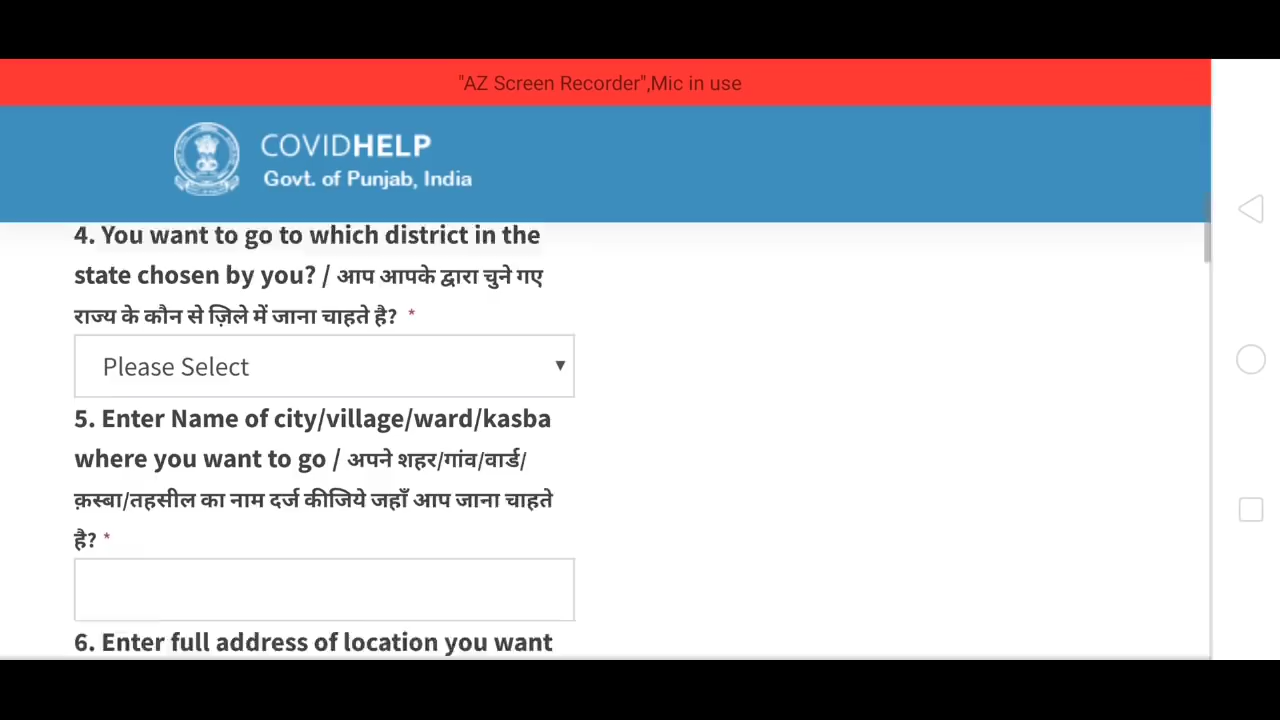 "AZ Screen Recorder",Mic in use
COVIDHELP
Govt. of Punjab, India
4. You want to go to which district in the
state chosen by you? / आप आपके द्वारा चुने गए
राज्य के कौन से ज़िले में जाना चाहते है? *
Please Select
5. Enter Name of city/village/ward/kasba
where you want to go / अपने शहर/गांव/वार्ड/
क़स्बा/तहसील का नाम दर्ज कीजिये जहाँ आप जाना चाहते
है? *
6. Enter full address of location you want